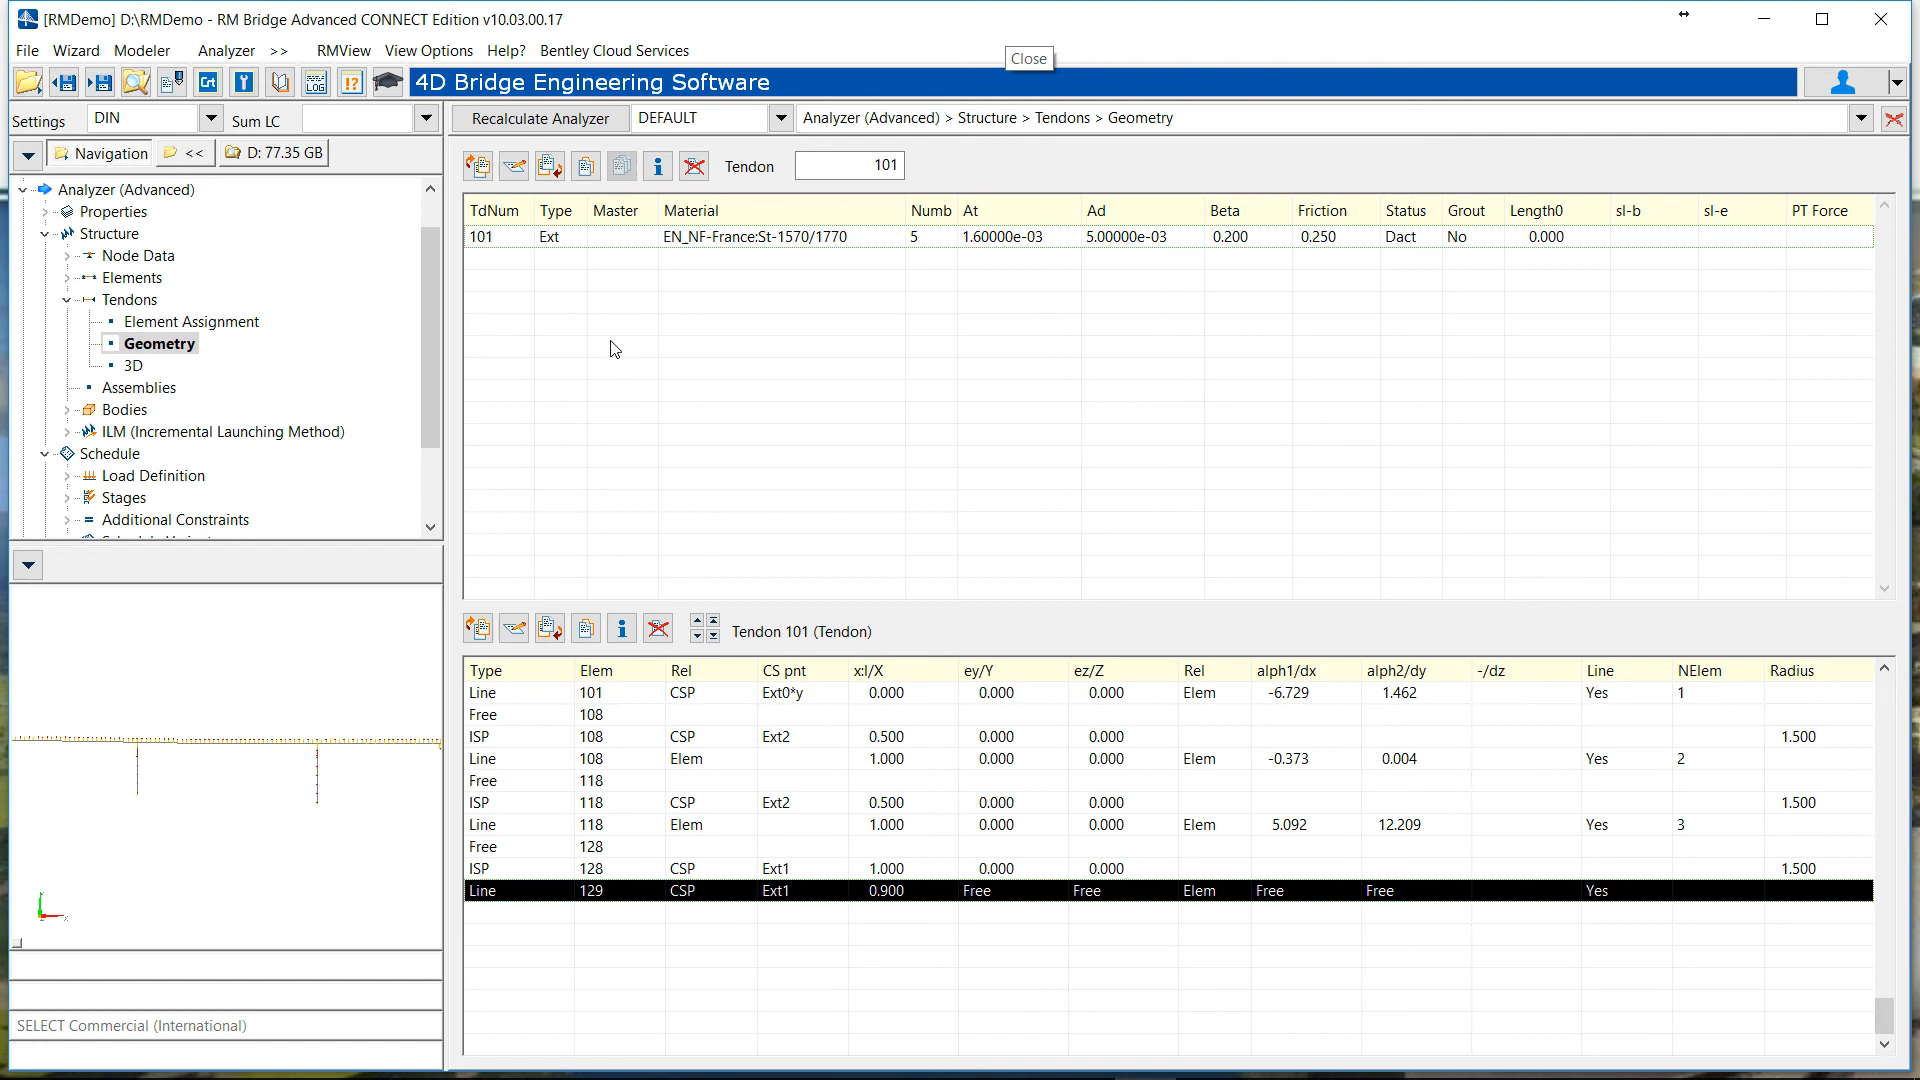 [RMDemo] D:\RMDemo - RM Bridge Advanced CONNECT Edition v10.03.00.17
File Wizard Modeler Analyzer >> RMView View Options Help? Bentley Cloud Services
Close
Crt LOG !? 4D Bridge Engineering Software
Settings DIN Sum LC Recalculate Analyzer DEFAULT Analyzer (Advanced) > Structure > Tendons > Geometry
Navigation << D: 77.35 GB
Analyzer (Advanced)
Properties
Structure
Node Data
Elements
Tendons
Element Assignment
Geometry
3D
Assemblies
Bodies
ILM (Incremental Launching Method)
Schedule
Load Definition
Stages
Additional Constraints
SELECT Commercial (International)
Tendon 101
TdNum Type Master Material Numb At Ad Beta Friction Status Grout Length0 sl-b sl-e PT Force
101 Ext EN_NF-France:St-1570/1770 5 1.60000e-03 5.00000e-03 0.200 0.250 Dact No 0.000
Tendon 101 (Tendon)
Type Elem Rel CS pnt x:l/X ey/Y ez/Z Rel alph1/dx alph2/dy -/dz Line NElem Radius
Line 101 CSP Ext0*y 0.000 0.000 0.000 Elem -6.729 1.462 Yes 1
Free 108
ISP 108 CSP Ext2 0.500 0.000 0.000 1.500
Line 108 Elem 1.000 0.000 0.000 Elem -0.373 0.004 Yes 2
Free 118
ISP 118 CSP Ext2 0.500 0.000 0.000 1.500
Line 118 Elem 1.000 0.000 0.000 Elem 5.092 12.209 Yes 3
Free 128
ISP 128 CSP Ext1 1.000 0.000 0.000 1.500
Line 129 CSP Ext1 0.900 Free Free Elem Free Free Yes